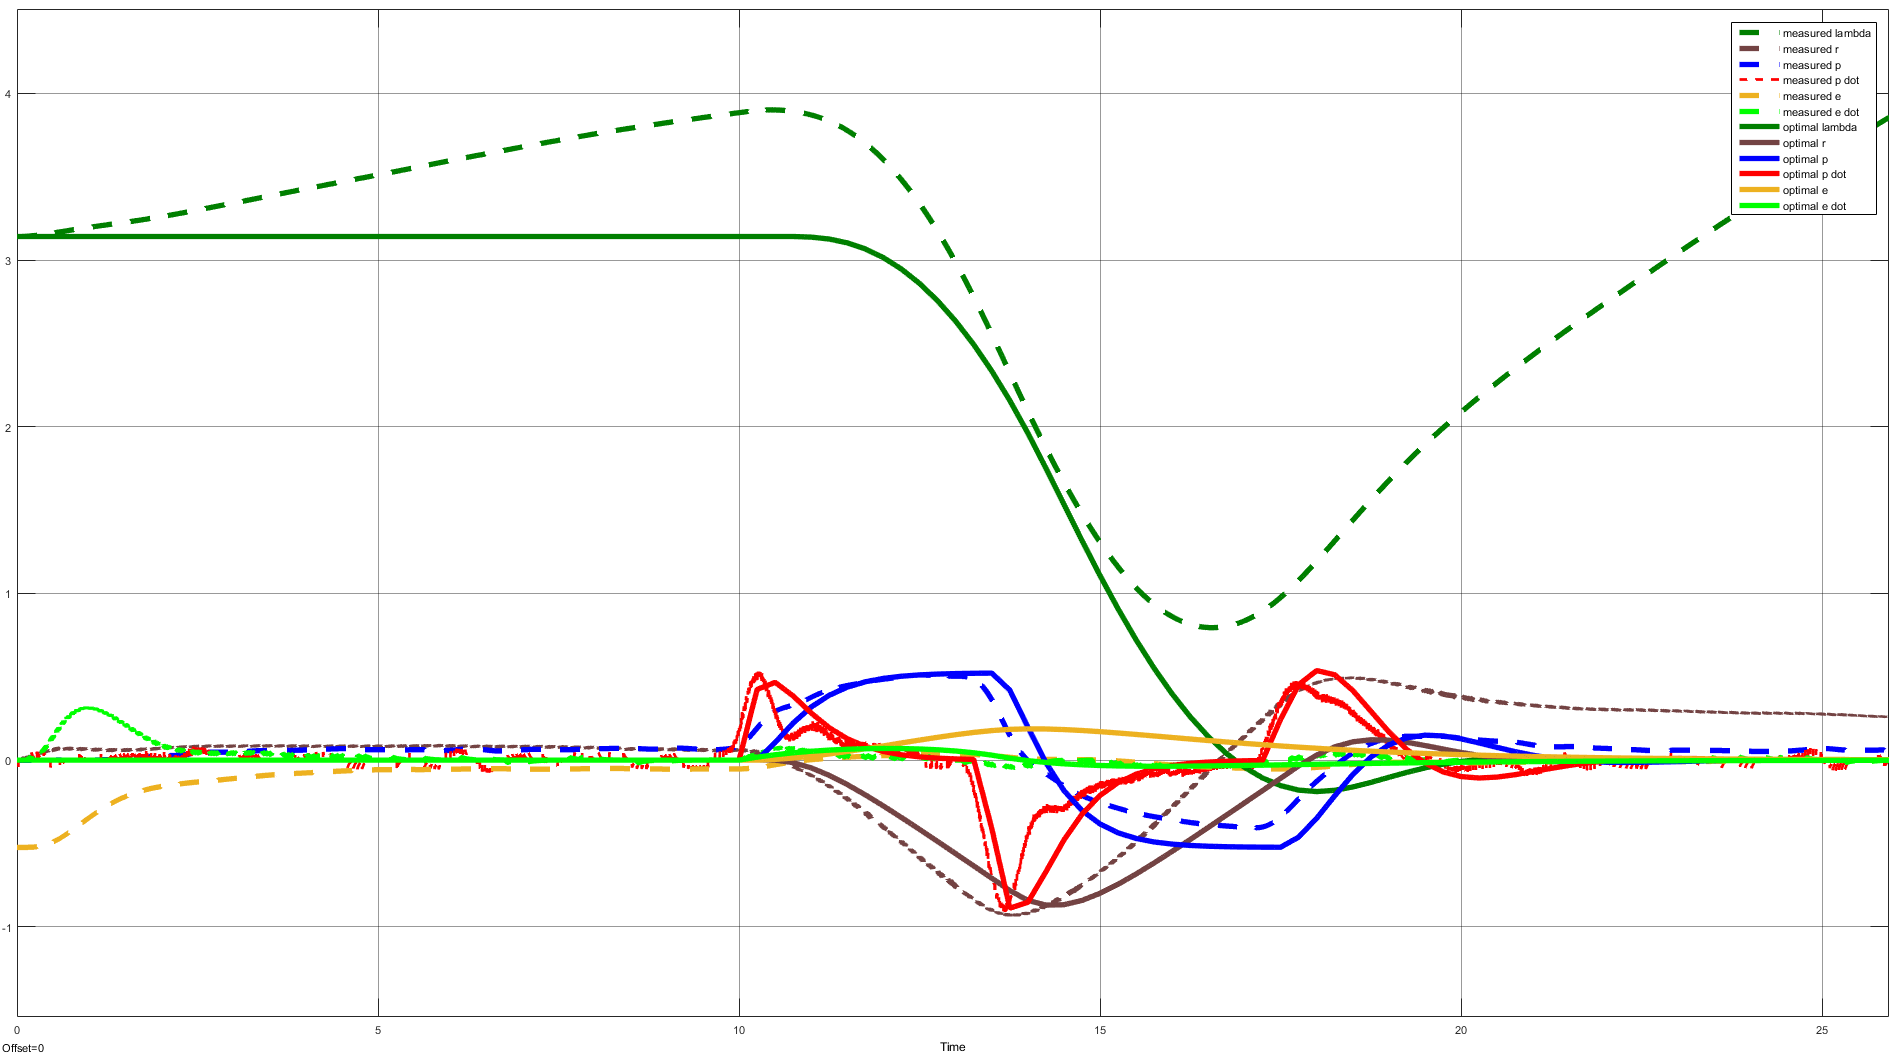 measured lambda
measured r
measured p
measured p dot
measured e
measured e dot
optimal lambda
optimal r
optimal p
optimal p dot
optimal e
optimal e dot
4
3
2
1
0
-1
0 5 10 15 20 25
Offset=0
Time